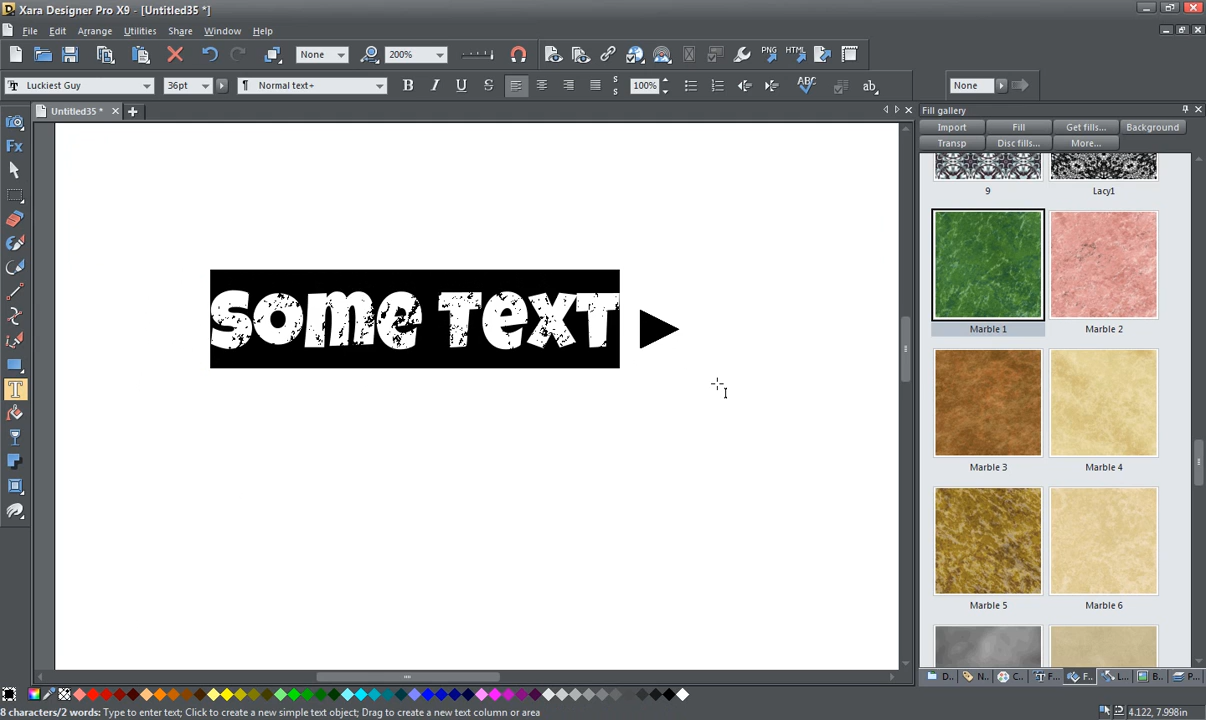 Xara Designer Pro X9 - [Untitled35 *]
File Edit Arrange Utilities Share Window Help
None 200% PNG HTML
Luckiest Guy 36pt Normal text+ B I U S 100% ABC ab, None
Untitled35 *
Fill gallery
Import Fill Get fills... Background
Transp Disc fills... More...
9 Lacy1
some Text
Marble 1 Marble 2
Marble 3 Marble 4
Marble 5 Marble 6
D... N... C... F... F... L... B... P...
8 characters/2 words: Type to enter text; Click to create a new simple text object; Drag to create a new text column or area
4.122, 7.998in